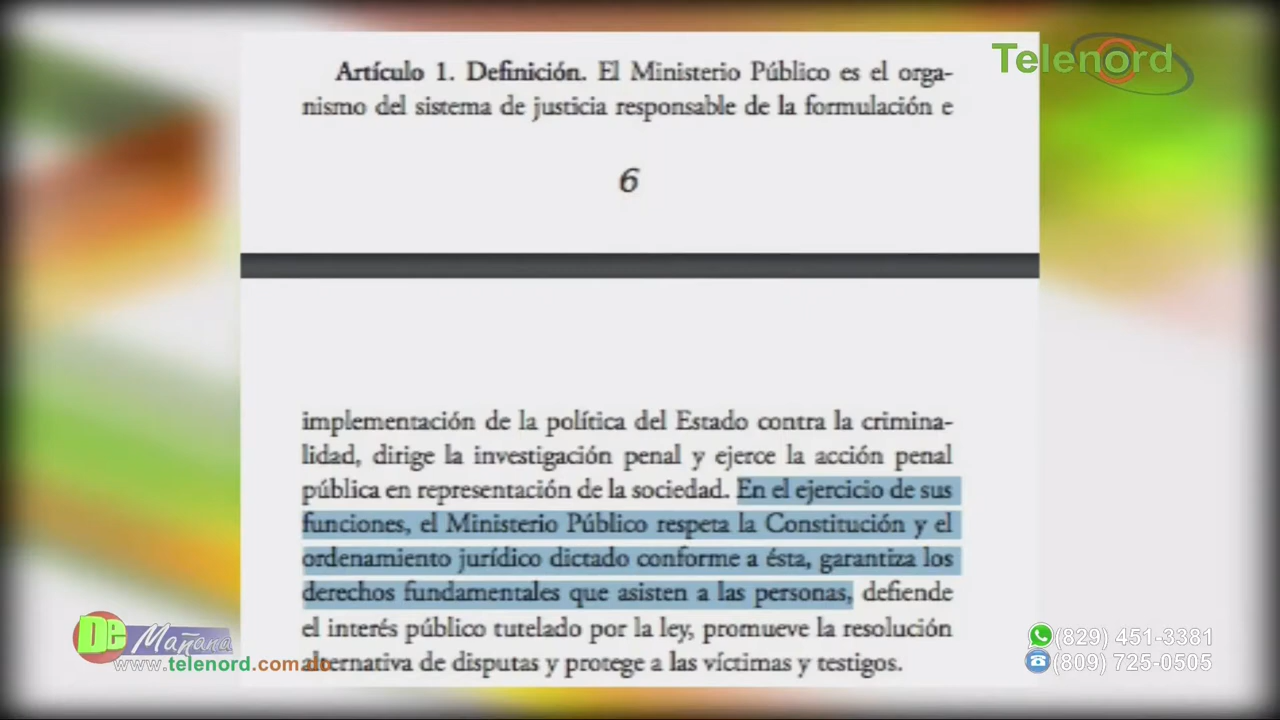 Telenord
Artículo 1. Definición. El Ministerio Público es el orga-
nismo del sistema de justicia responsable de la formulación e
6
implementación de la política del Estado contra la crimina-
lidad, dirige la investigación penal y ejerce la acción penal
pública en representación de la sociedad. En el ejercicio de sus
funciones, el Ministerio Público respeta la Constitución y el
ordenamiento jurídico dictado conforme a ésta, garantiza los
derechos fundamentales que asisten a las personas, defiende
el interés público tutelado por la ley, promueve la resolución
alternativa de disputas y protege a las víctimas y testigos.
De Mañana
www.telenord.com.do
(829) 451-3381
(809) 725-0505